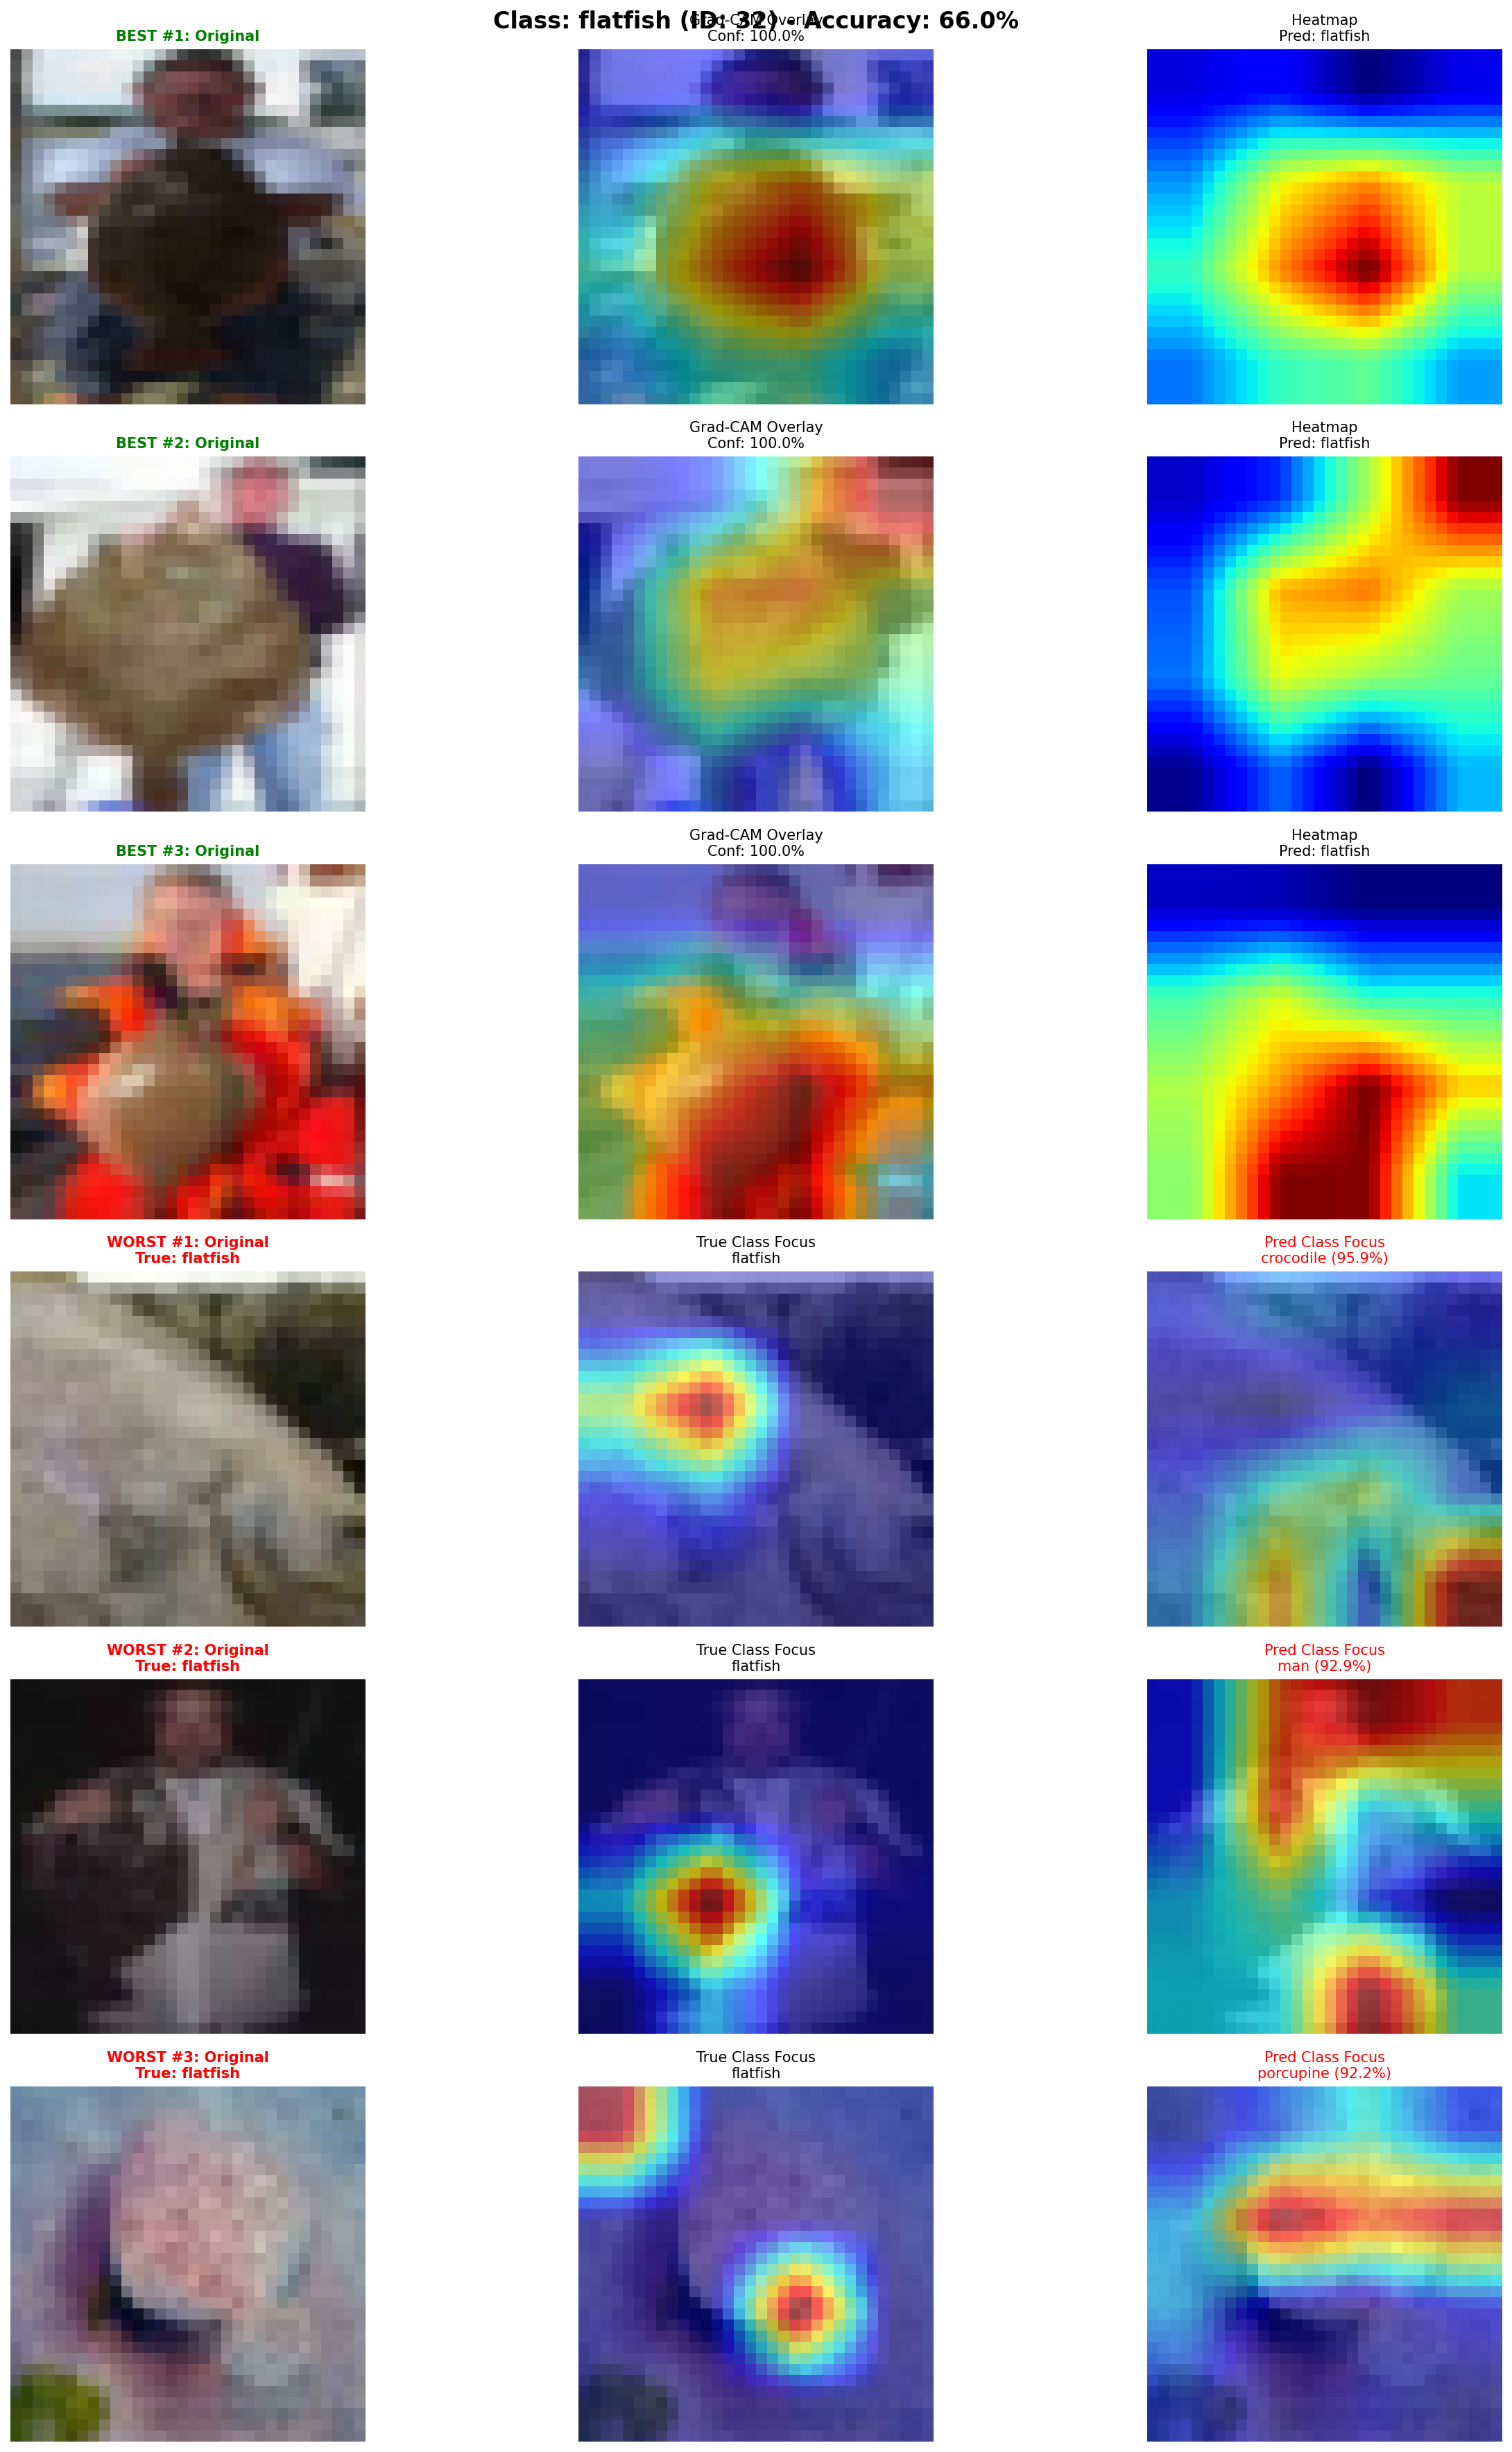 Class: flatfish (ID: 32) - Accuracy: 66.0%
BEST #1: Original
Grad-CAM Overlay
Conf: 100.0%
Heatmap
Pred: flatfish
BEST #2: Original
Grad-CAM Overlay
Conf: 100.0%
Heatmap
Pred: flatfish
BEST #3: Original
Grad-CAM Overlay
Conf: 100.0%
Heatmap
Pred: flatfish
WORST #1: Original
True: flatfish
True Class Focus
flatfish
Pred Class Focus
crocodile (95.9%)
WORST #2: Original
True: flatfish
True Class Focus
flatfish
Pred Class Focus
man (92.9%)
WORST #3: Original
True: flatfish
True Class Focus
flatfish
Pred Class Focus
porcupine (92.2%)